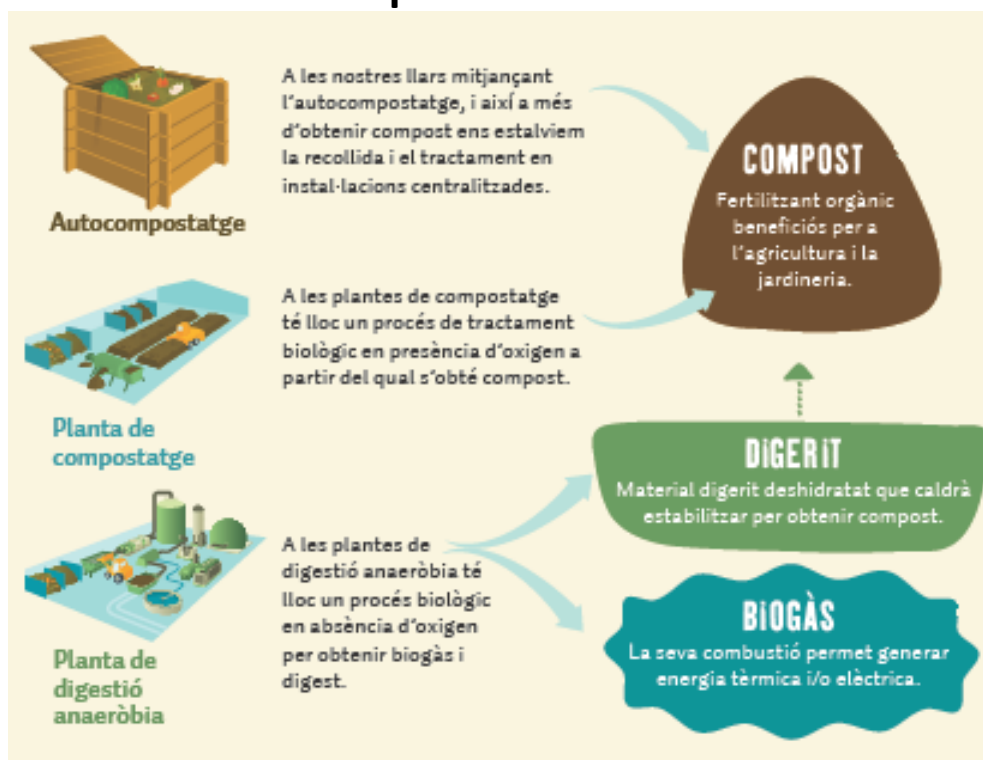 A les nostres llars mitjançant
l'autocompostatge, i així a més
d'obtenir compost ens estalviem
la recollida i el tractament en
instal·lacions centralitzades.
Autocompostatge
COMPOST
Fertilitzant orgànic
beneficiós per a
l'agricultura i la
jardineria.
A les plantes de compostatge
té lloc un procés de tractament
biològic en presència d'oxigen a
partir del qual s'obté compost.
Planta de
compostatge
DiGERiT
Material digerit deshidratat que caldrà
estabilitzar per obtenir compost.
A les plantes de
digestió anaeròbia té
lloc un procés biològic
en absència d'oxigen
per obtenir biogàs i
digest.
Planta de
digestió
anaeròbia
BiOGÀS
La seva combustió permet generar
energia tèrmica i/o elèctrica.